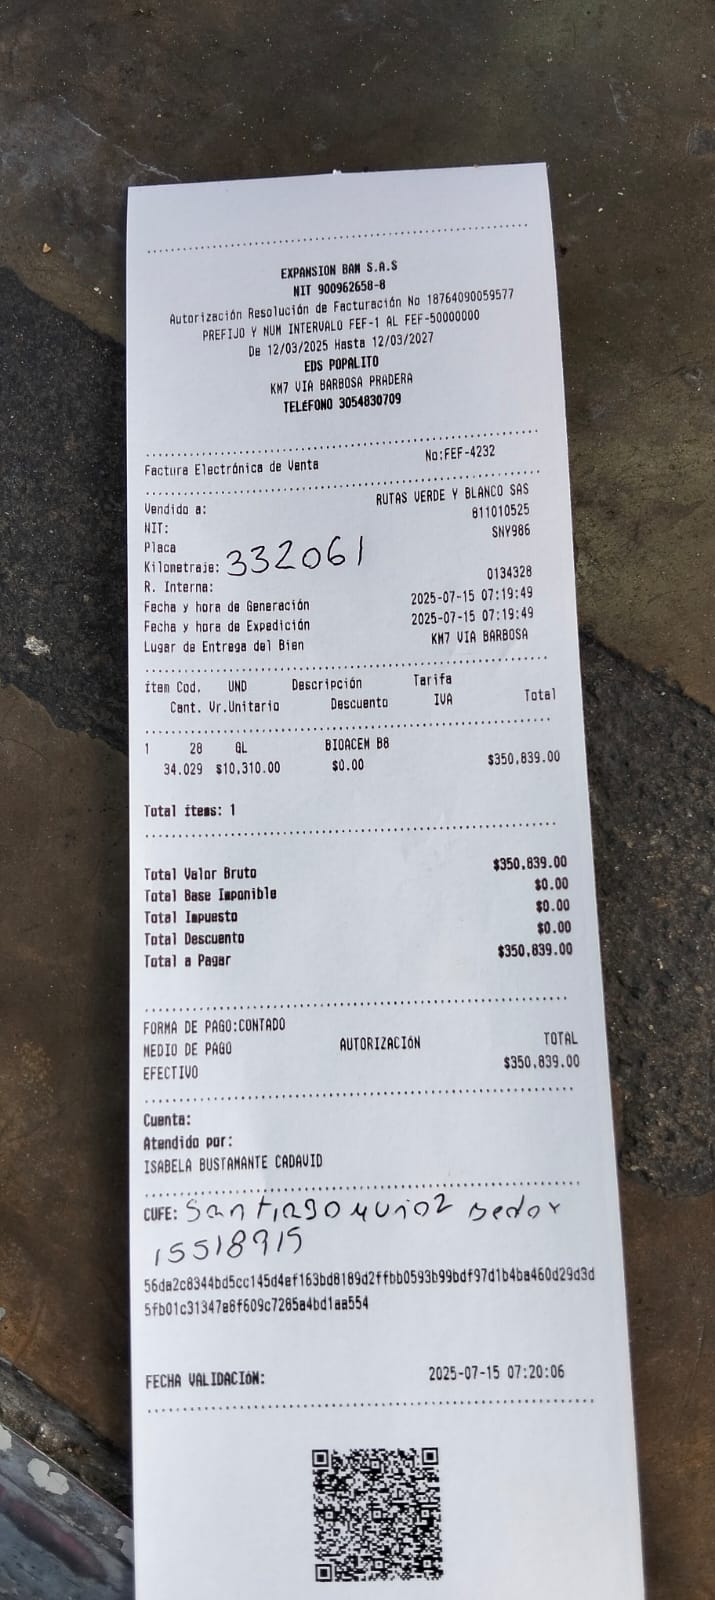 EXPANSION BAM S.A.S
NIT 900962658-8
Autorización Resolución de Facturación No 18764090059577
PREFIJO Y NUM INTERVALO FEF-1 AL FEF-50000000
De 12/03/2025 Hasta 12/03/2027
EDS POPALITO
KM7 VIA BARBOSA PRADERA
TELÉFONO 3054830709
Factura Electrónica de Venta No:FEF-4232
Vendido a: RUTAS VERDE Y BLANCO SAS
NIT: 811010525
Placa SNY986
Kilometraje: 332061
R. Interna: 0134328
Fecha y hora de Generación 2025-07-15 07:19:49
Fecha y hora de Expedición 2025-07-15 07:19:49
Lugar de Entrega del Bien KM7 VIA BARBOSA
ítem Cod. UND Descripción Tarifa
Cant. Vr.Unitario Descuento IVA Total
1 28 GL BIOACEM B8
34.029 $10,310.00 $0.00 $350,839.00
Total ítems: 1
Total Valor Bruto $350,839.00
Total Base Imponible $0.00
Total Impuesto $0.00
Total Descuento $0.00
Total a Pagar $350,839.00
FORMA DE PAGO:CONTADO
MEDIO DE PAGO AUTORIZACIÓN TOTAL
EFECTIVO $350,839.00
Cuenta:
Atendido por:
ISABELA BUSTAMANTE CADAVID
CUFE: Santiago muñoz
15518915
56da2c8344bd5cc145d4ef163bd8189d2ffbb0593b99bdf97d1b4ba460d29d3d
5fb01c31347e8f609c7285a4bd1aa554
FECHA VALIDACIÓN: 2025-07-15 07:20:06